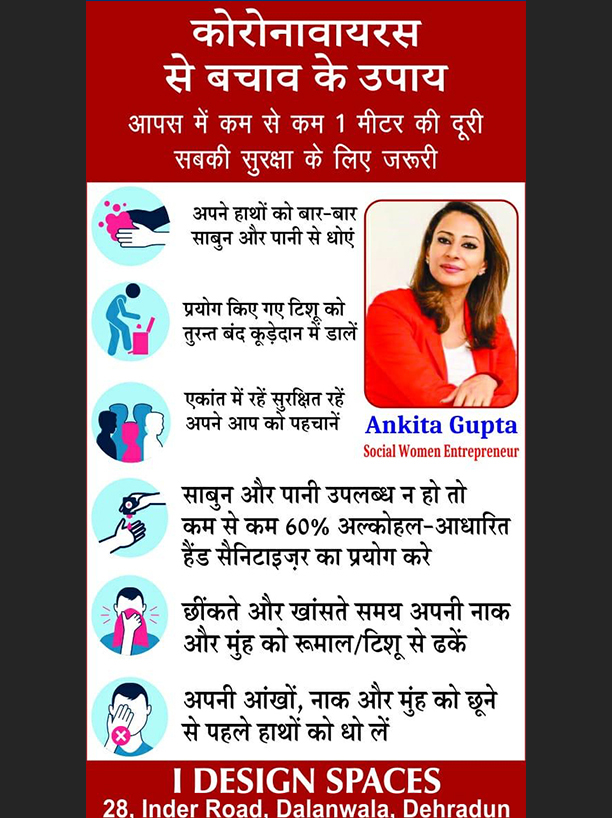 कोरोनावायरस
से बचाव के उपाय
आपस में कम से कम 1 मीटर की दूरी
सबकी सुरक्षा के लिए जरूरी
अपने हाथों को बार-बार
साबुन और पानी से धोएं
प्रयोग किए गए टिशू को
तुरन्त बंद कूड़ेदान में डालें
एकांत में रहें सुरक्षित रहें
अपने आप को पहचानें
Ankita Gupta
Social Women Entrepreneur
साबुन और पानी उपलब्ध न हो तो
कम से कम 60% अल्कोहल-आधारित
हैंड सैनिटाइज़र का प्रयोग करे
छींकते और खांसते समय अपनी नाक
और मुंह को रूमाल/टिशू से ढकें
अपनी आंखों, नाक और मुंह को छूने
से पहले हाथों को धो लें
I DESIGN SPACES
28, Inder Road, Dalanwala, Dehradun